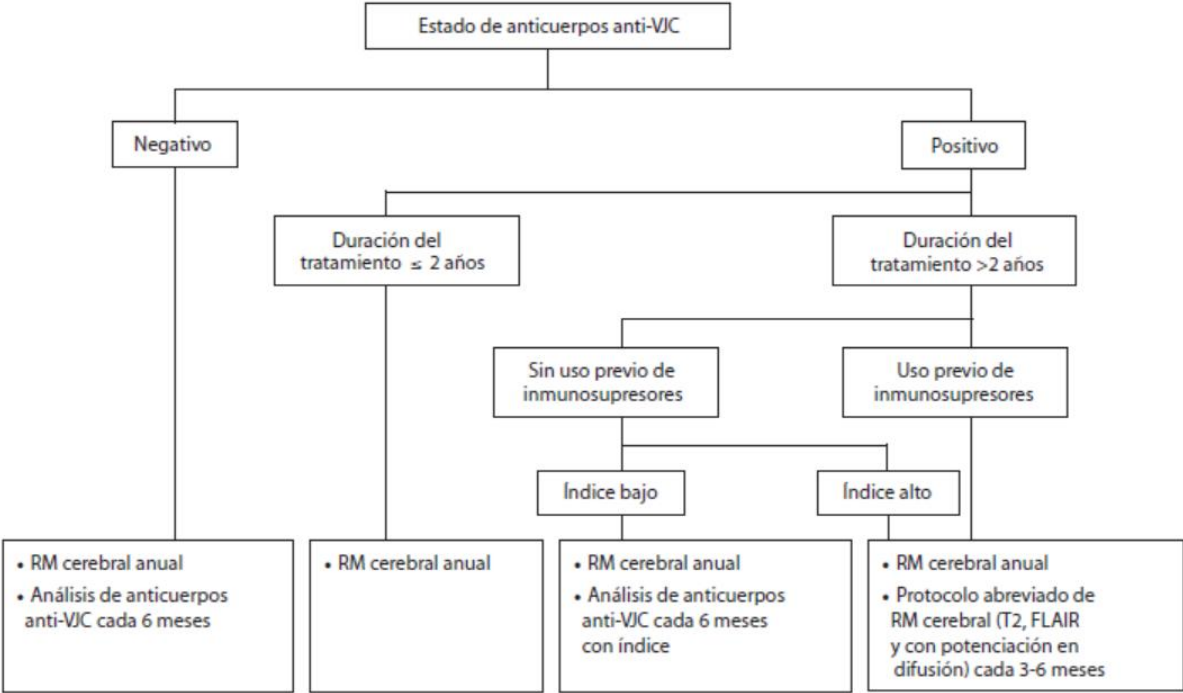 Estado de anticuerpos anti-VJC
Negativo
Positivo
Duración del
tratamiento ≤ 2 años
Duración del
tratamiento >2 años
Sin uso previo de
inmunosupresores
Uso previo de
inmunosupresores
Índice bajo
Índice alto
• RM cerebral anual
• Análisis de anticuerpos
anti-VJC cada 6 meses
• RM cerebral anual
• RM cerebral anual
• Análisis de anticuerpos
anti-VJC cada 6 meses
con índice
• RM cerebral anual
• Protocolo abreviado de
RM cerebral (T2, FLAIR
y con potenciación en
difusión) cada 3-6 meses